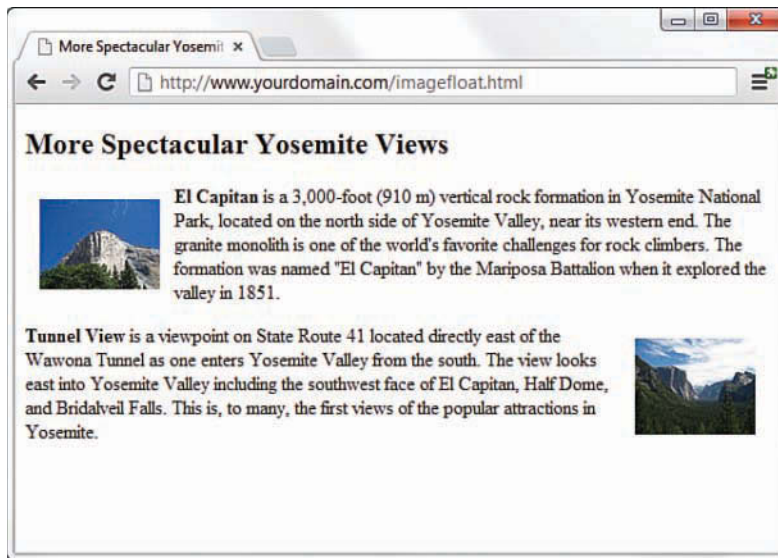 More Spectacular Yosemit
http://www.yourdomain.com/imagefloat.html
More Spectacular Yosemite Views
El Capitan is a 3,000-foot (910 m) vertical rock formation in Yosemite National
Park, located on the north side of Yosemite Valley, near its western end. The
granite monolith is one of the world's favorite challenges for rock climbers. The
formation was named "El Capitan" by the Mariposa Battalion when it explored the
valley in 1851.
Tunnel View is a viewpoint on State Route 41 located directly east of the
Wawona Tunnel as one enters Yosemite Valley from the south. The view looks
east into Yosemite Valley including the southwest face of El Capitan, Half Dome,
and Bridalveil Falls. This is, to many, the first views of the popular attractions in
Yosemite.